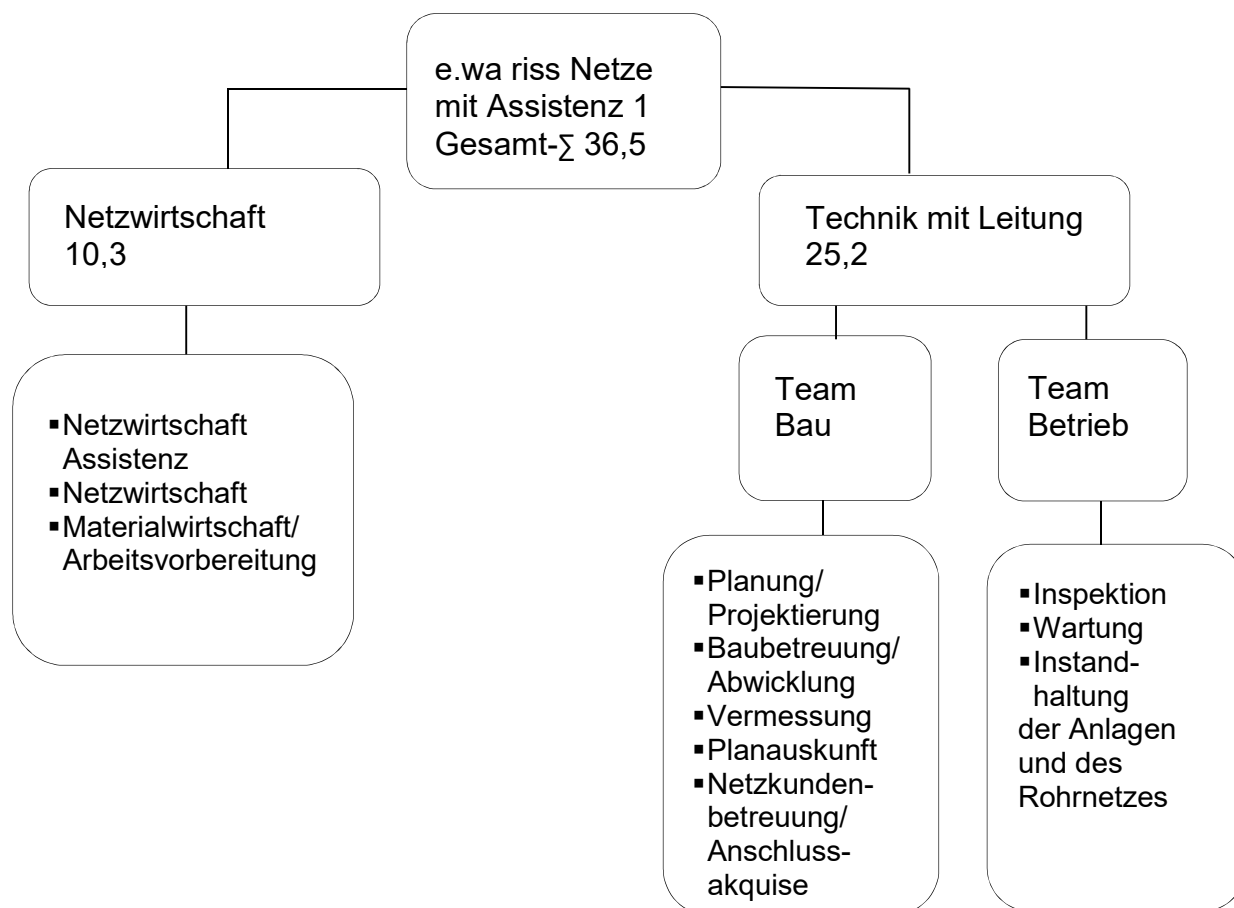 e.wa riss Netze
mit Assistenz 1
Gesamt-∑ 36,5
Netzwirtschaft
10,3
Technik mit Leitung
25,2
▪Netzwirtschaft
Assistenz
▪Netzwirtschaft
▪Materialwirtschaft/
Arbeitsvorbereitung
Team
Bau
Team
Betrieb
▪Planung/
Projektierung
▪Baubetreuung/
Abwicklung
▪Vermessung
▪Planauskunft
▪Netzkunden-
betreuung/
Anschluss-
akquise
▪Inspektion
▪Wartung
▪Instand-
haltung
der Anlagen
und des
Rohrnetzes